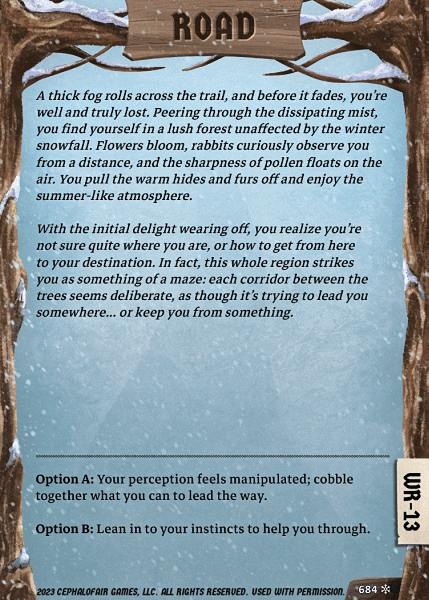 ROAD
A thick fog rolls across the trail, and before it fades, you're
well and truly lost. Peering through the dissipating mist,
you find yourself in a lush forest unaffected by the winter
snowfall. Flowers bloom, rabbits curiously observe you
from a distance, and the sharpness of pollen floats on the
air. You pull the warm hides and furs off and enjoy the
summer-like atmosphere.
With the initial delight wearing off, you realize you're
not sure quite where you are, or how to get from here
to your destination. In fact, this whole region strikes
you as something of a maze: each corridor between the
trees seems deliberate, as though it's trying to lead you
somewhere... or keep you from something.
Option A: Your perception feels manipulated; cobble
together what you can to lead the way.
Option B: Lean in to your instincts to help you through.
WR-13
2023 CEPHALOFAIR GAMES, LLC. ALL RIGHTS RESERVED. USED WITH PERMISSION.
684